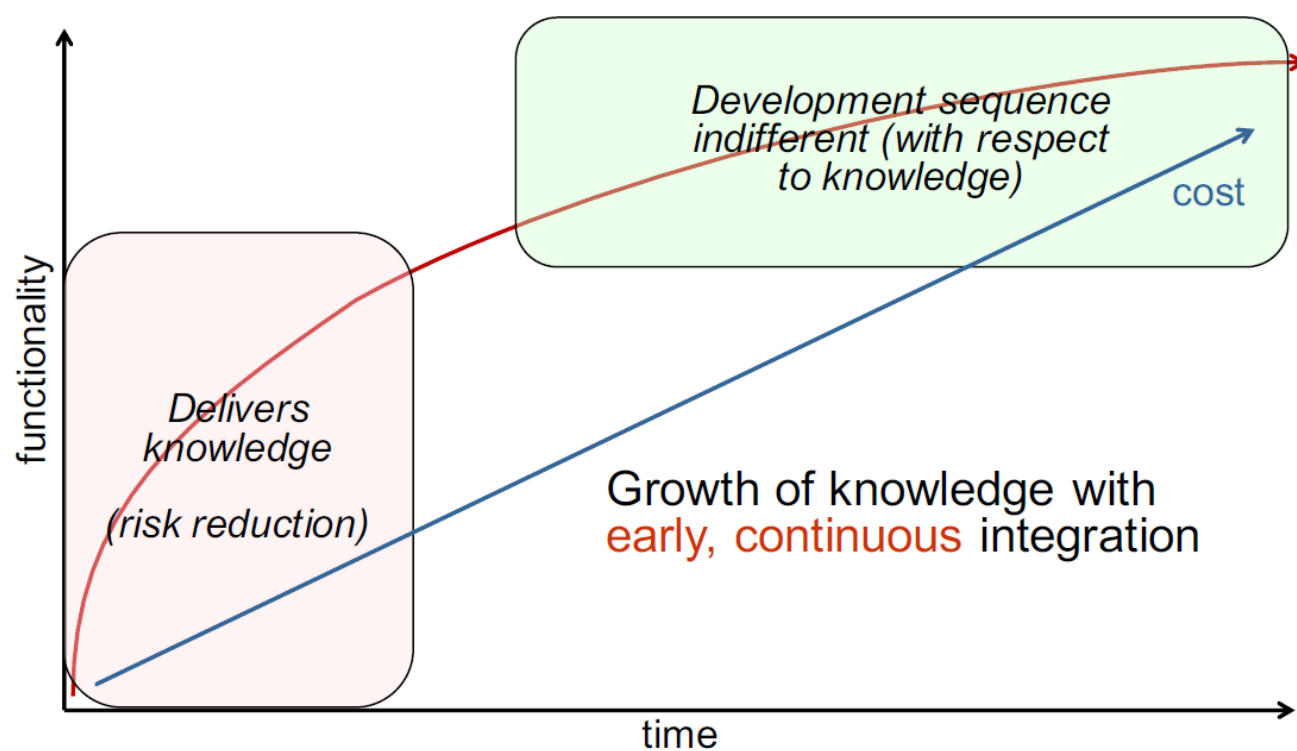 Development sequence
indifferent (with respect
to knowledge)
cost
functionality
Delivers
knowledge
(risk reduction)
Growth of knowledge with
early, continuous integration
time